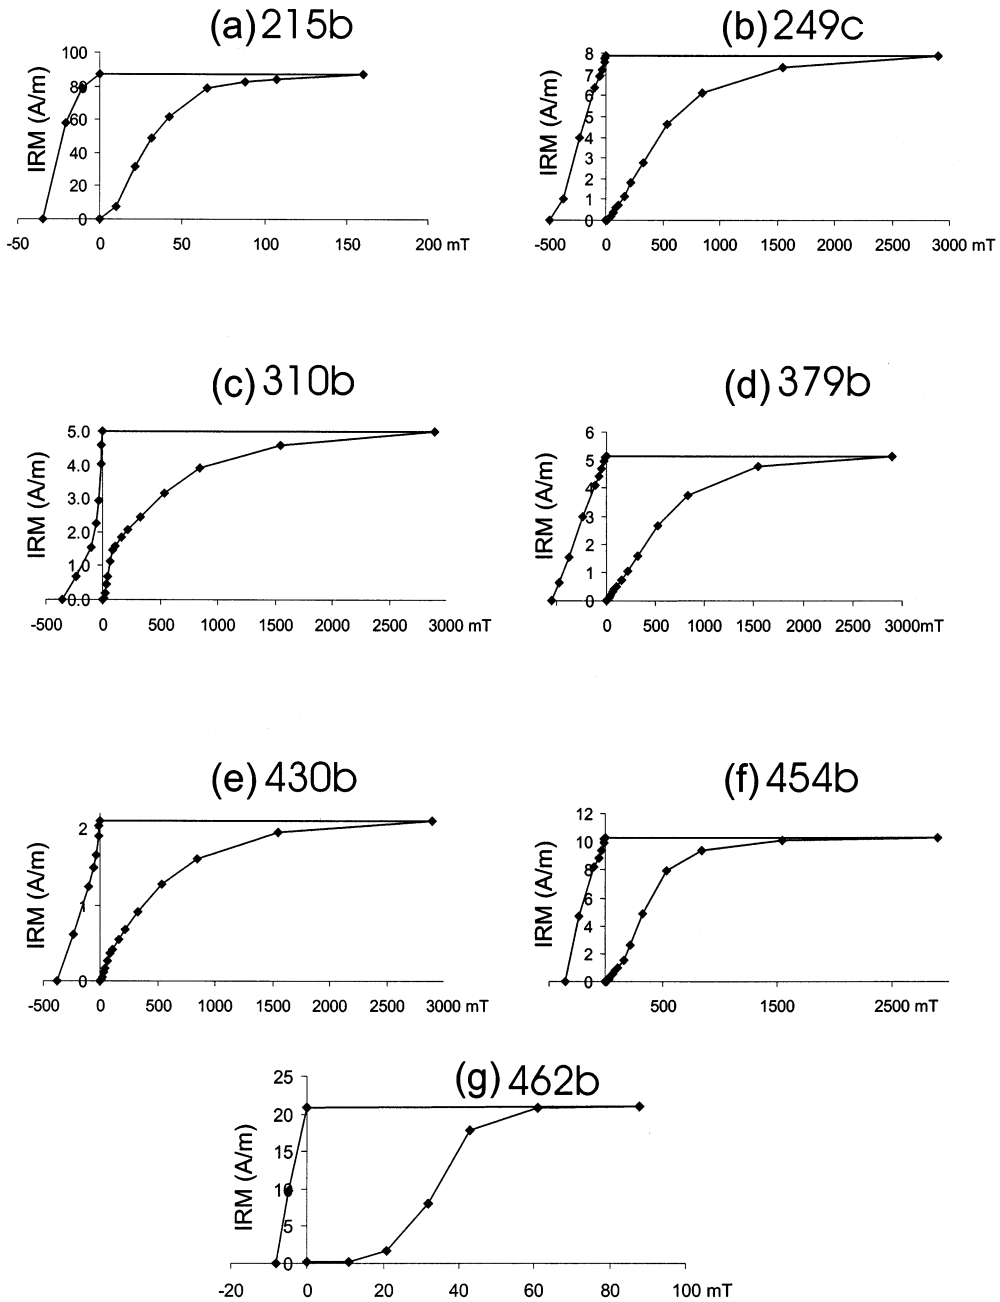 (a) 215b
IRM (A/m)
100
80
60
40
20
0
-50 0 50 100 150 200 mT
(b) 249c
IRM (A/m)
8
7
6
5
4
3
2
1
0
-500 0 500 1000 1500 2000 2500 3000 mT
(c) 310b
IRM (A/m)
5.0
4.0
3.0
2.0
1.0
0.0
-500 0 500 1000 1500 2000 2500 3000 mT
(d) 379b
IRM (A/m)
6
5
4
3
2
1
0
0 500 1000 1500 2000 2500 3000mT
(e) 430b
IRM (A/m)
2
1
0
-500 0 500 1000 1500 2000 2500 3000 mT
(f) 454b
IRM (A/m)
12
10
8
6
4
2
0
500 1500 2500 mT
(g) 462b
IRM (A/m)
25
20
15
10
5
0
-20 0 20 40 60 80 100 mT